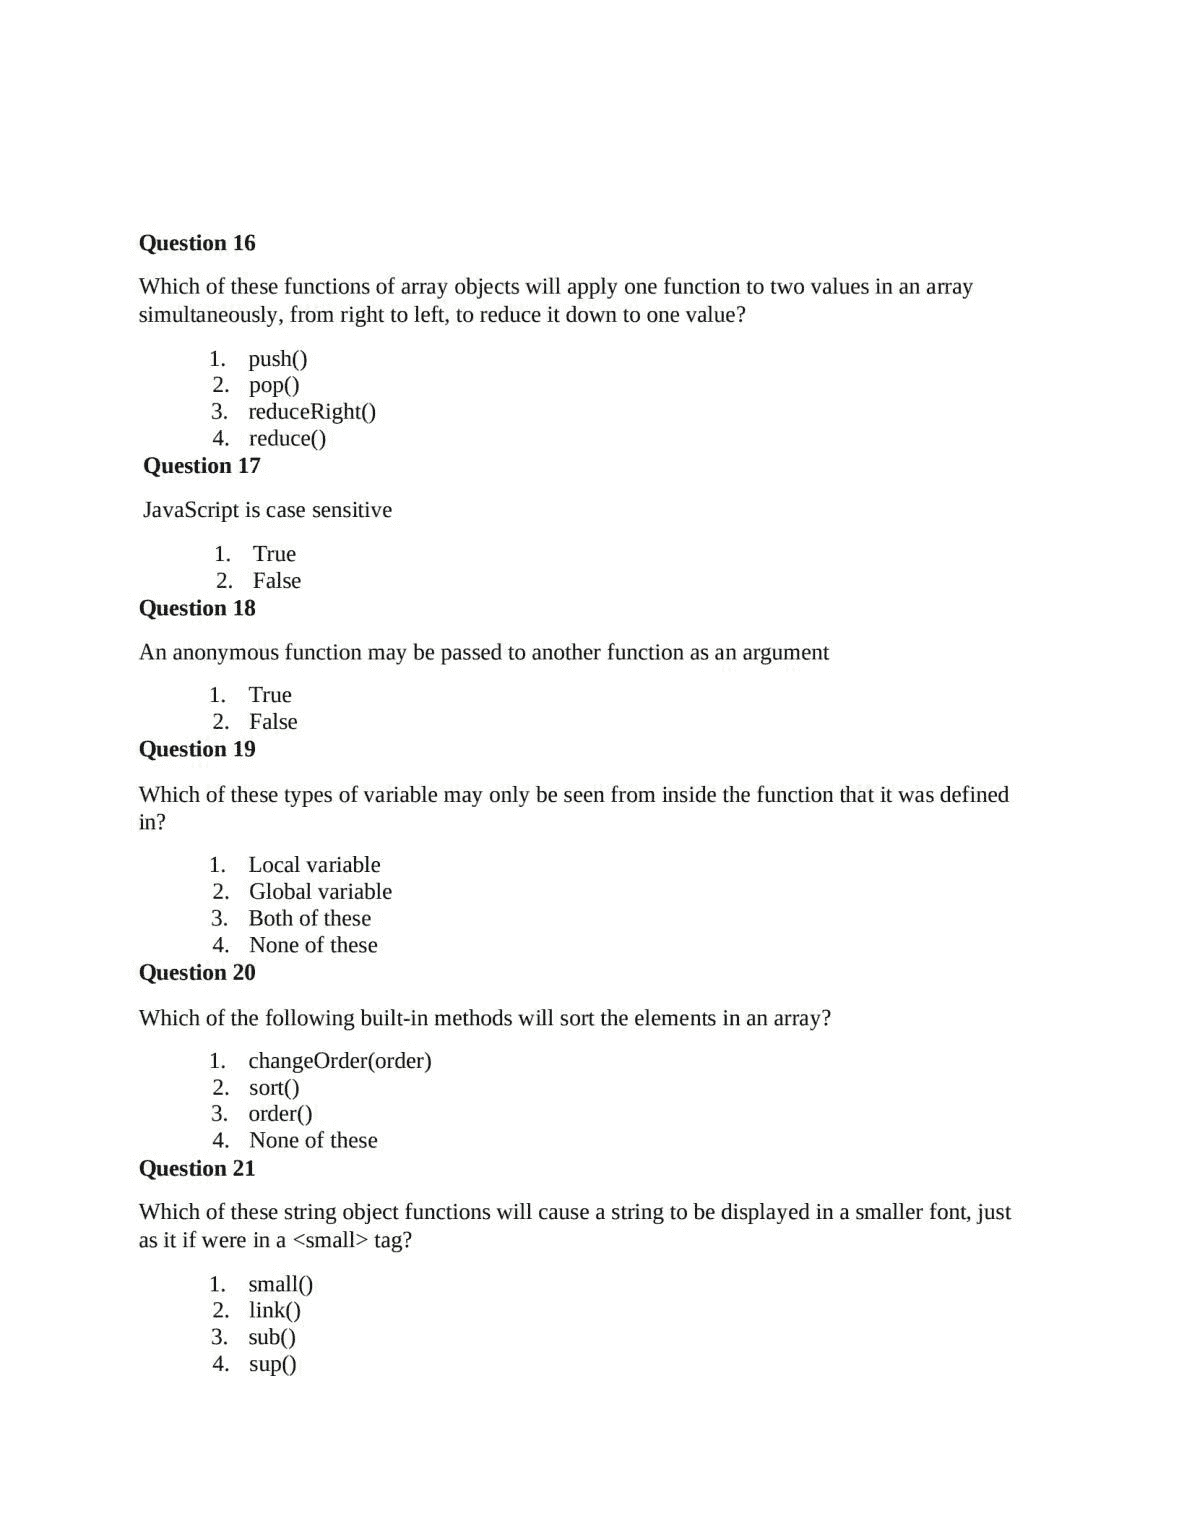 Question 16
Which of these functions of array objects will apply one function to two values in an array
simultaneously, from right to left, to reduce it down to one value?
1. push()
2. pop()
3. reduceRight()
4. reduce()
Question 17
JavaScript is case sensitive
1. True
2. False
Question 18
An anonymous function may be passed to another function as an argument
1. True
2. False
Question 19
Which of these types of variable may only be seen from inside the function that it was defined
in?
1. Local variable
2. Global variable
3. Both of these
4. None of these
Question 20
Which of the following built-in methods will sort the elements in an array?
1. changeOrder(order)
2. sort()
3. order()
4. None of these
Question 21
Which of these string object functions will cause a string to be displayed in a smaller font, just
as it if were in a <small> tag?
1. small()
2. link()
3. sub()
4. sup()